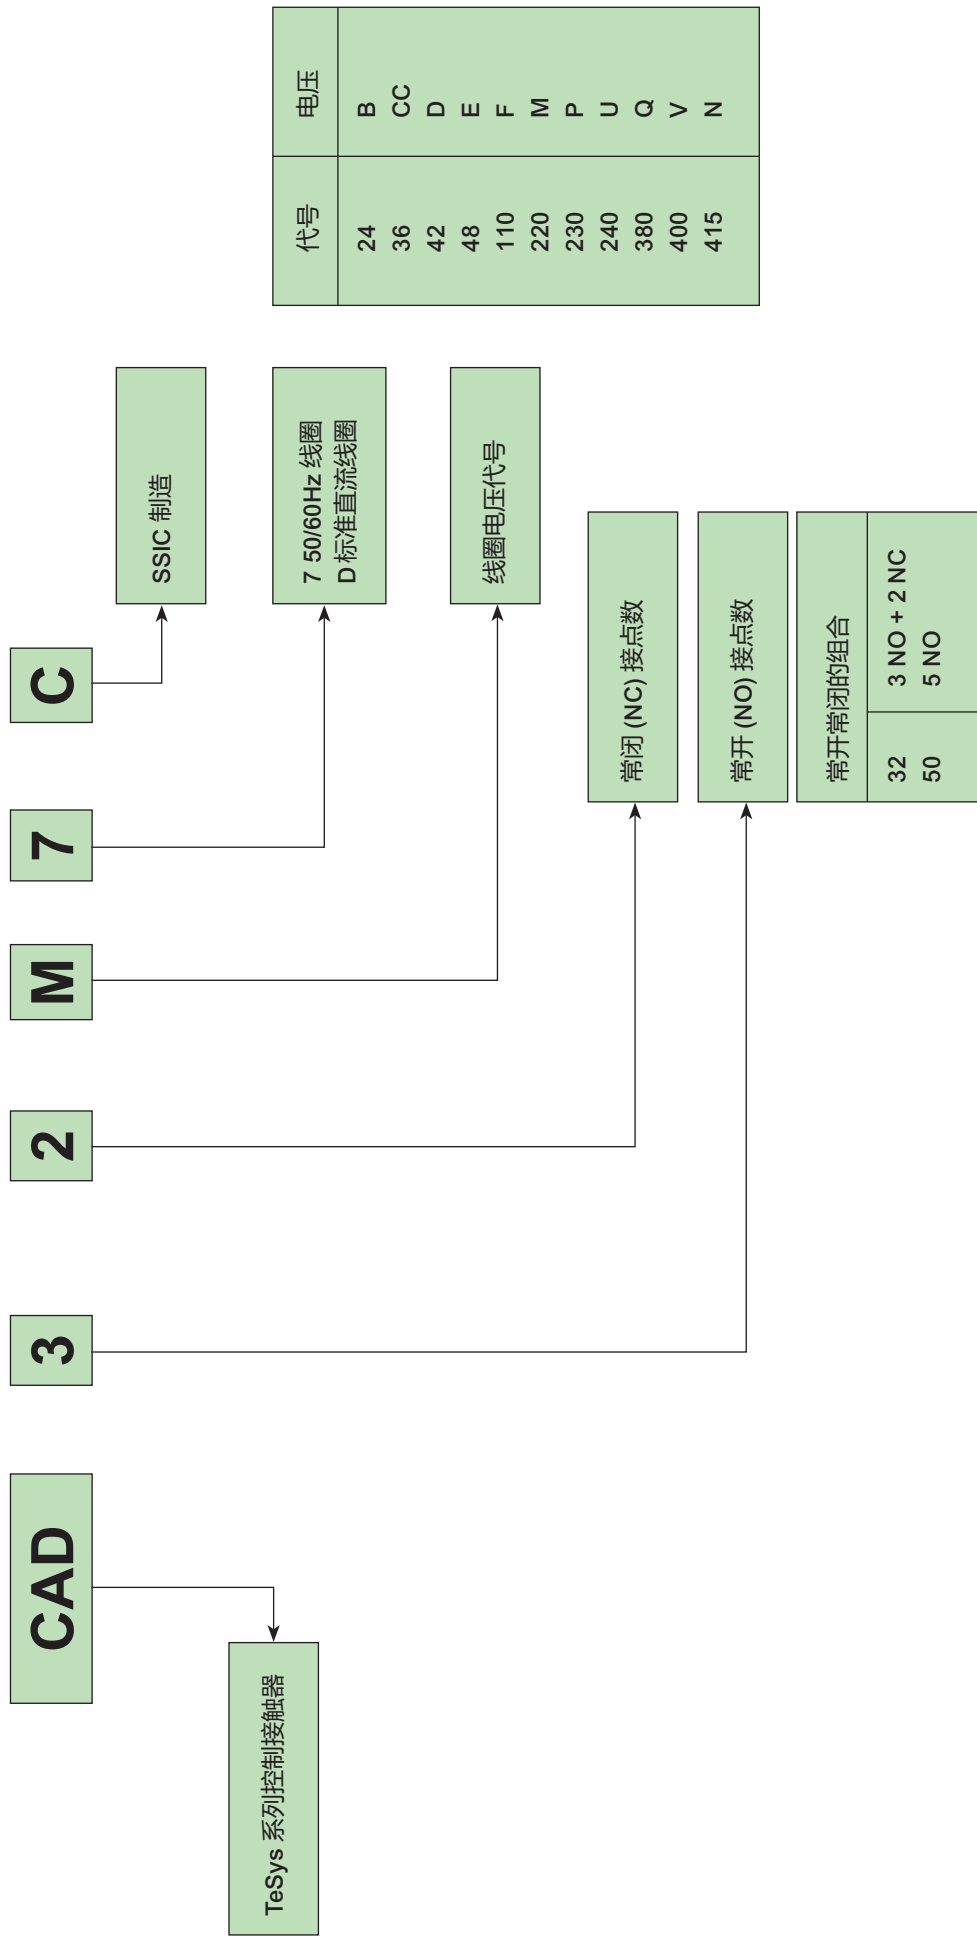 CAD 3 2 M 7 C
TeSys 系列控制接触器
SSIC 制造
7 50/60Hz 线圈
D 标准直流线圈
线圈电压代号
常闭 (NC) 接点数
常开 (NO) 接点数
常开常闭的组合
32 3 NO + 2 NC
50 5 NO
代号 电压
24 B
36 CC
42 D
48 E
110 F
220 M
230 P
240 U
380 Q
400 V
415 N